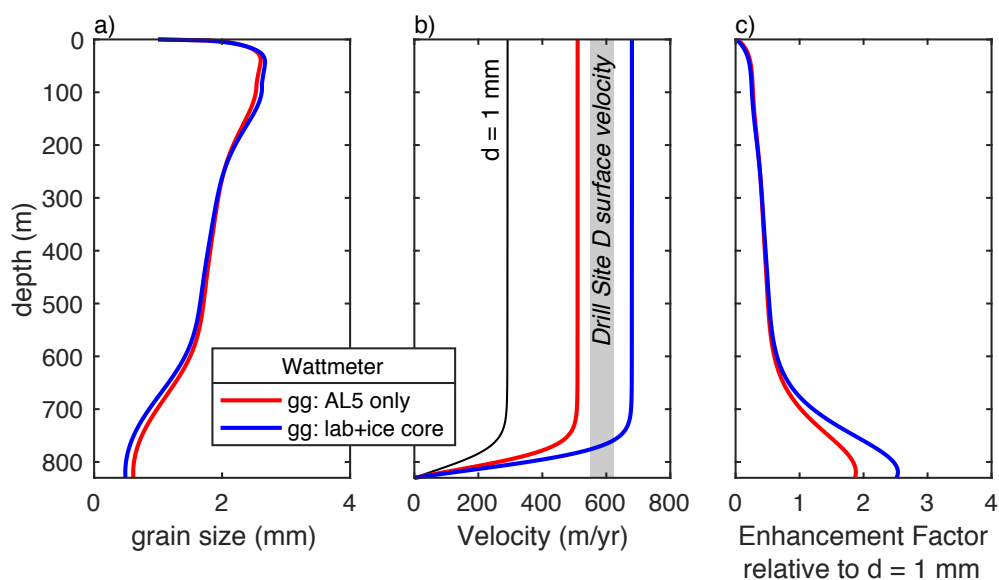 a)
b)
c)
0
100
200
300
400
500
600
700
800
depth (m)
d = 1 mm
Drill Site D surface velocity
Wattmeter
gg: AL5 only
gg: lab+ice core
0
2
4
0
200
400
600
800
0
1
2
3
4
grain size (mm)
Velocity (m/yr)
Enhancement Factor
relative to d = 1 mm